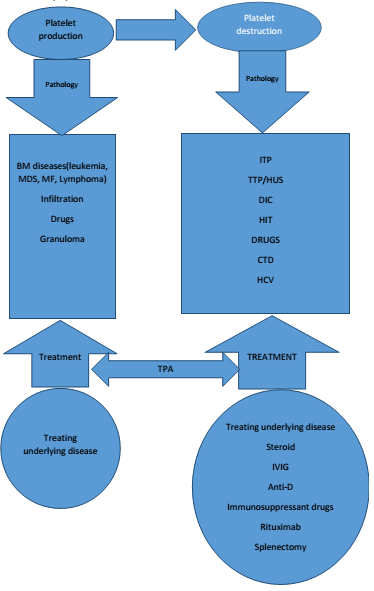 Platelet
production
Platelet
destruction
Pathology
Pathology
BM diseases(leukemia,
MDS, MF, Lymphoma)
Infiltration
Drugs
Granuloma
ITP
TTP/HUS
DIC
HIT
DRUGS
CTD
HCV
Treatment
TPA
TREATMENT
Treating
underlying disease
Treating underlying disease
Steroid
IVIG
Anti-D
Immunosuppressant drugs
Rituximab
Splenectomy